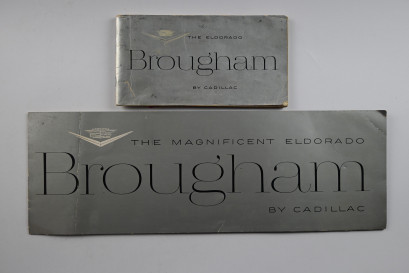 THE ELDORADO
Brougham
BY CADILLAC
THE MAGNIFICENT ELDORADO
Brougham
BY CADILLAC